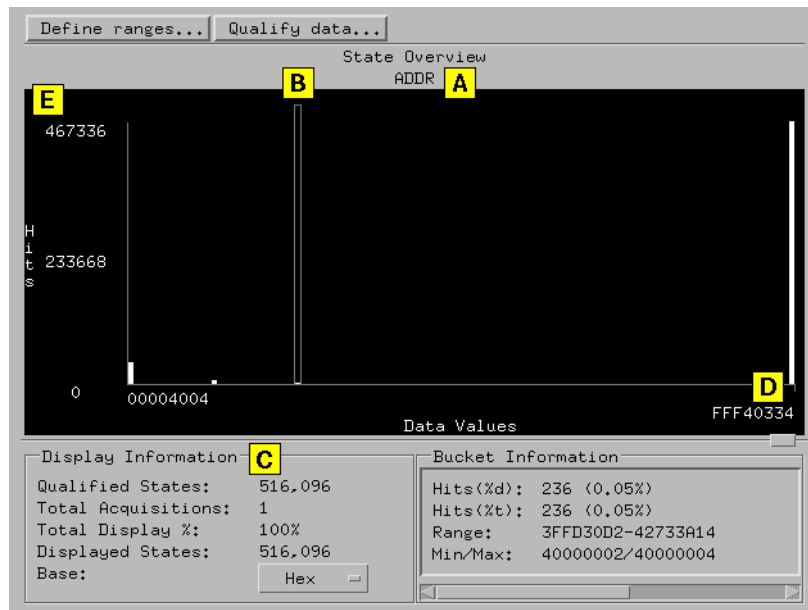 Define ranges... Qualify data...
State Overview
ADDR A
B
E
467336
Hits
233668
0
00004004
D
FFF40334
Data Values
Display Information C
Qualified States: 516,096
Total Acquisitions: 1
Total Display %: 100%
Displayed States: 516,096
Base: Hex
Bucket Information
Hits(%d): 236 (0.05%)
Hits(%t): 236 (0.05%)
Range: 3FFD30D2-42733A14
Min/Max: 40000002/40000004